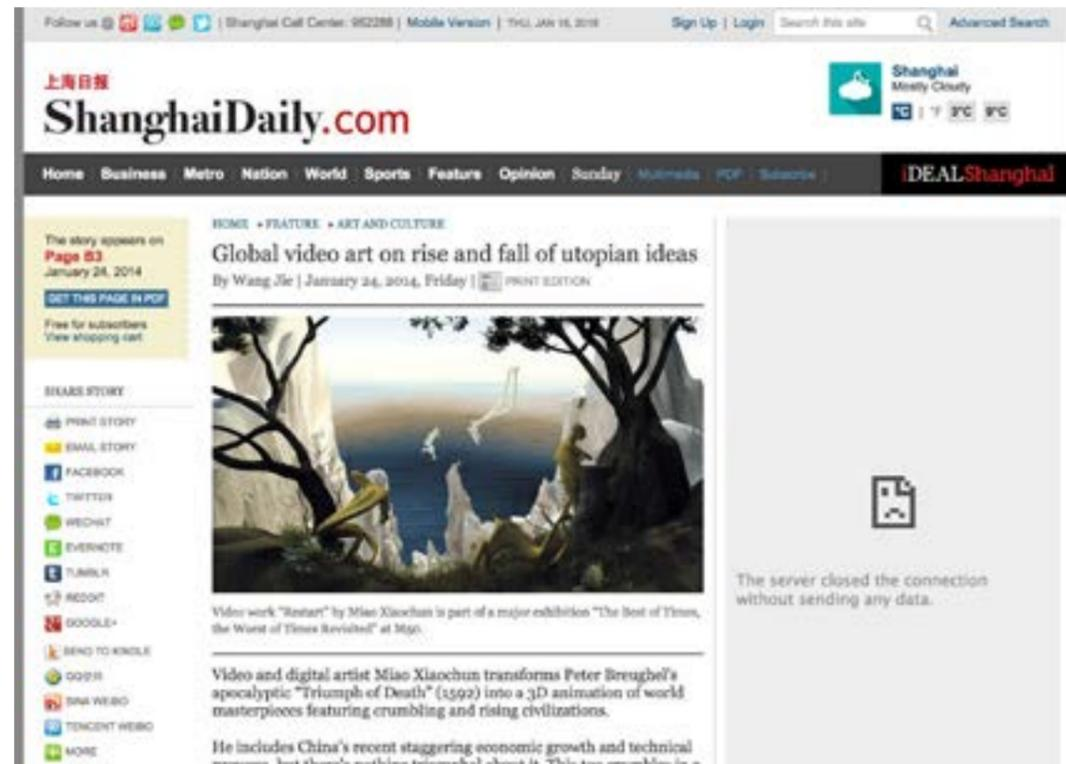 Follow us @ | Shanghai Call Center: 962288 | Mobile Version | THU, JAN
Sign Up | Login Search this site Advanced Search
上海日报
ShanghaiDaily.com
Shanghai
Mostly Cloudy
°C | °F 3°C 9°C
Home Business Metro Nation World Sports Feature Opinion Sunday Multimedia PDF Subscribe
iDEALShanghai
The story appears on
Page B3
January 24, 2014
GET THIS PAGE IN PDF
Free for subscribers
View shopping cart
SHARE STORY
PRINT STORY
EMAIL STORY
FACEBOOK
TWITTER
WECHAT
EVERNOTE
TUMBLR
REDDIT
GOOGLE+
SEND TO KINDLE
QQ空间
SINA WEIBO
TENCENT WEIBO
MORE
HOME » FEATURE » ART AND CULTURE
Global video art on rise and fall of utopian ideas
By Wang Jie | January 24, 2014, Friday | PRINT EDITION
Video work "Restart" by Miao Xiaochun is part of a major exhibition "The Best of Times,
the Worst of Times Revisited" at M50.
Video and digital artist Miao Xiaochun transforms Peter Breughel's
apocalyptic "Triumph of Death" (1592) into a 3D animation of world
masterpieces featuring crumbling and rising civilizations.
He includes China's recent staggering economic growth and technical
The server closed the connection
without sending any data.